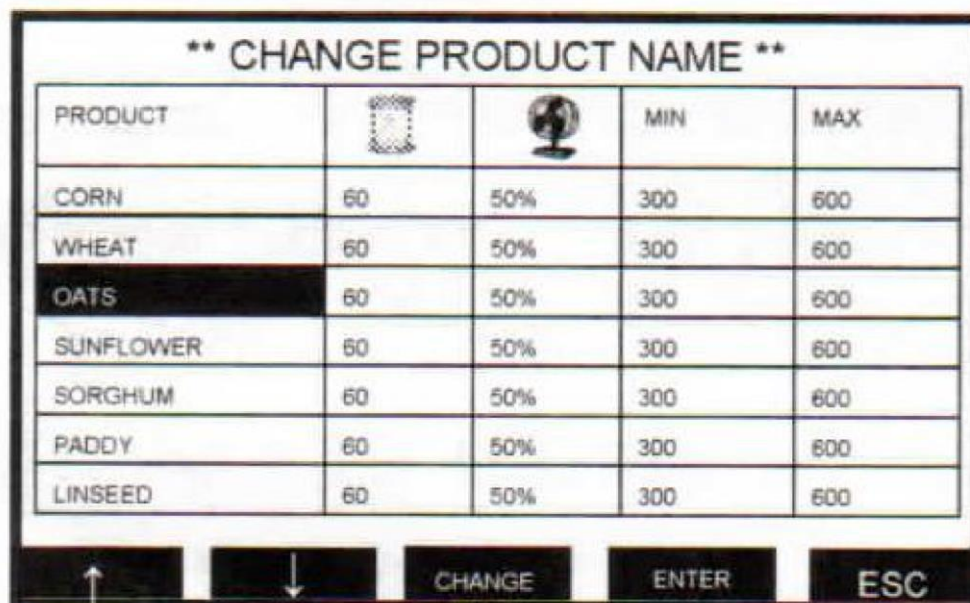 ** CHANGE PRODUCT NAME **
PRODUCT MIN MAX
CORN 60 50% 300 600
WHEAT 60 50% 300 600
OATS 60 50% 300 600
SUNFLOWER 60 50% 300 600
SORGHUM 60 50% 300 600
PADDY 60 50% 300 600
LINSEED 60 50% 300 600
↑ ↓ CHANGE ENTER ESC